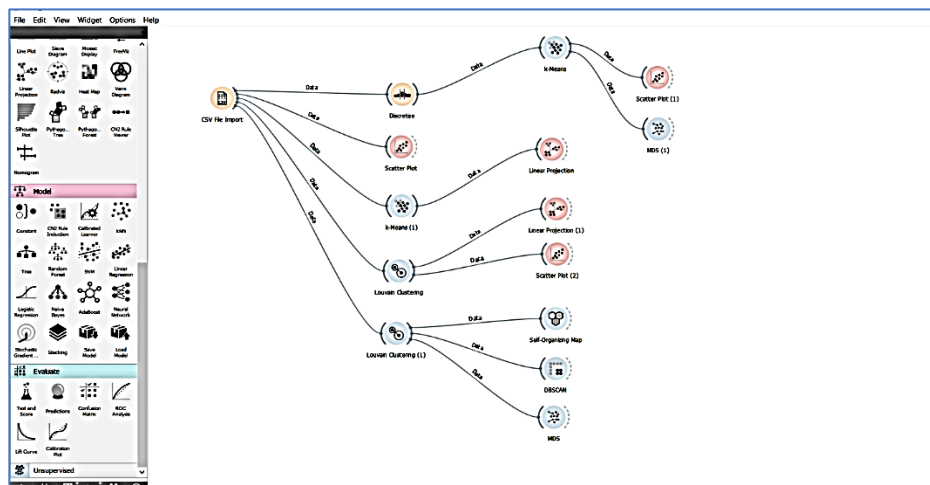 File Edit View Widget Options Help
Line Plot
Sieve Diagram
Mosaic Display
FreeViz
Linear Projection
Radviz
Heat Map
Venn Diagram
Silhouette Plot
Pythago... Tree
Pythago... Forest
CN2 Rule Viewer
Nomogram
Model
Constant
CN2 Rule Induction
Calibrated Learner
kNN
Tree
Random Forest
SVM
Linear Regression
Logistic Regression
Naive Bayes
AdaBoost
Neural Network
Stochastic Gradient...
Stacking
Save Model
Load Model
Evaluate
Test and Score
Predictions
Confusion Matrix
ROC Analysis
Lift Curve
Calibration Plot
Unsupervised
CSV File Import
Data
Discretize
Data
k-Means
Data
Scatter Plot (1)
Data
MDS (1)
Data
Scatter Plot
Data
k-Means (1)
Data
Linear Projection
Data
Louvain Clustering
Data
Linear Projection (1)
Data
Scatter Plot (2)
Data
Louvain Clustering (1)
Data
Self-Organizing Map
Data
DBSCAN
Data
MDS